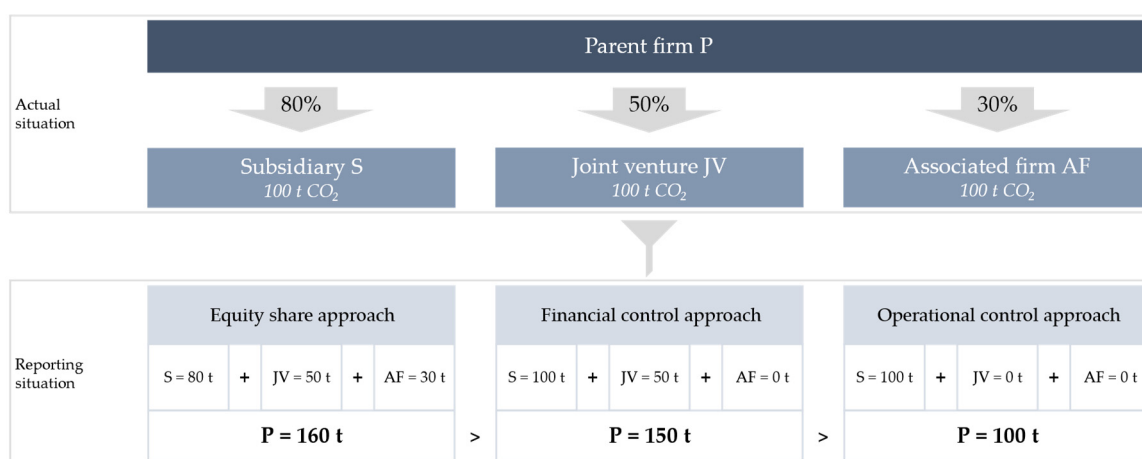 Parent firm P
Actual
situation
80%
50%
30%
Subsidiary S
100 t CO₂
Joint venture JV
100 t CO₂
Associated firm AF
100 t CO₂
Reporting
situation
Equity share approach
Financial control approach
Operational control approach
S = 80 t + JV = 50 t + AF = 30 t
S = 100 t + JV = 50 t + AF = 0 t
S = 100 t + JV = 0 t + AF = 0 t
P = 160 t > P = 150 t > P = 100 t